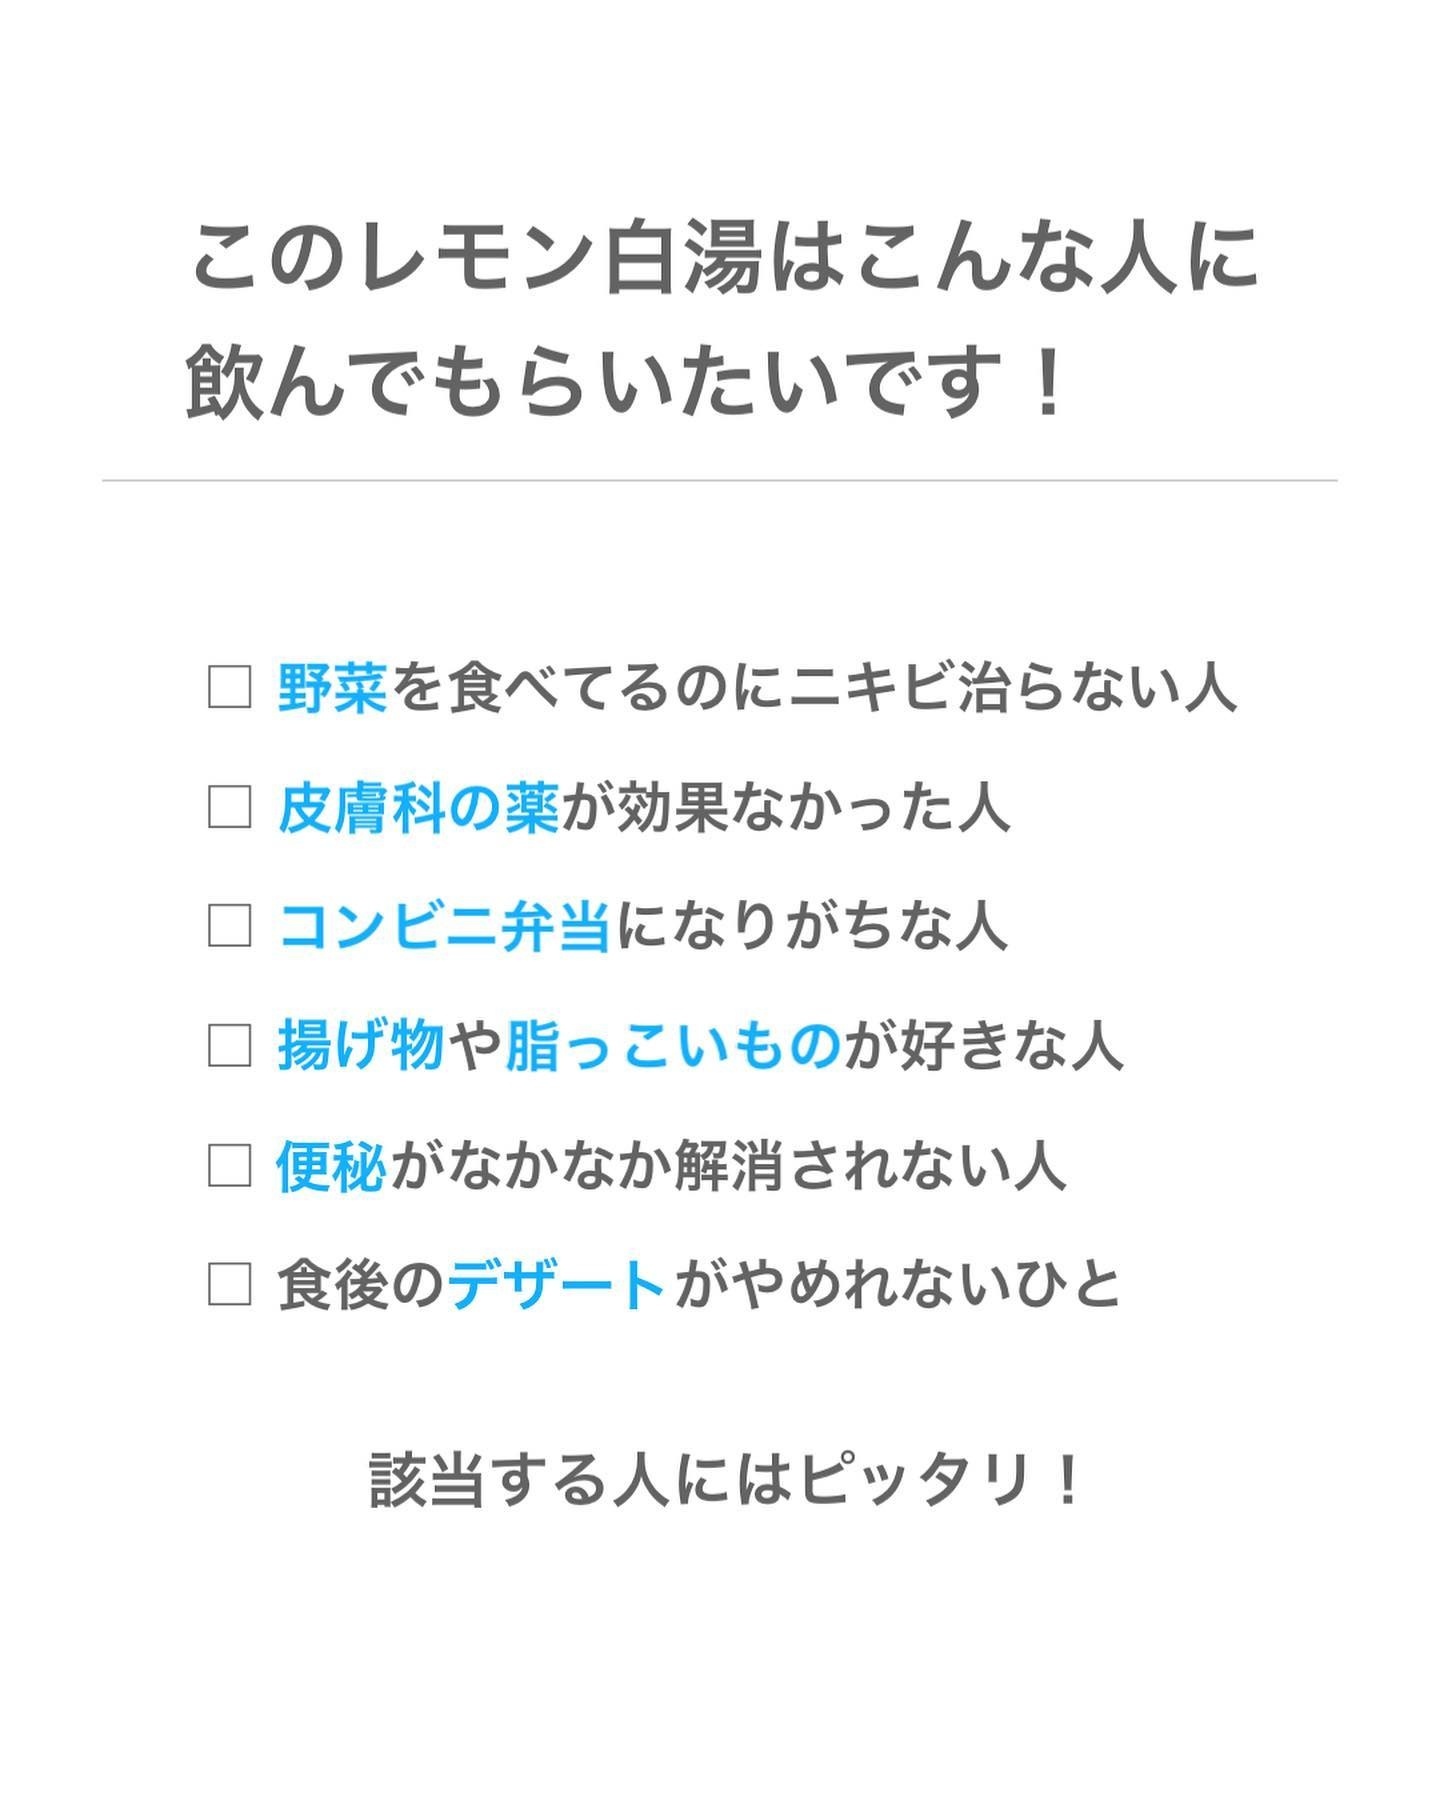 このレモン白湯はこんな人に
飲んでもらいたいです！
□ 野菜を食べてるのにニキビ治らない人
□ 皮膚科の薬が効果なかった人
□ コンビニ弁当になりがちな人
□ 揚げ物や脂っこいものが好きな人
□ 便秘がなかなか解消されない人
□ 食後のデザートがやめれないひと
該当する人にはピッタリ！